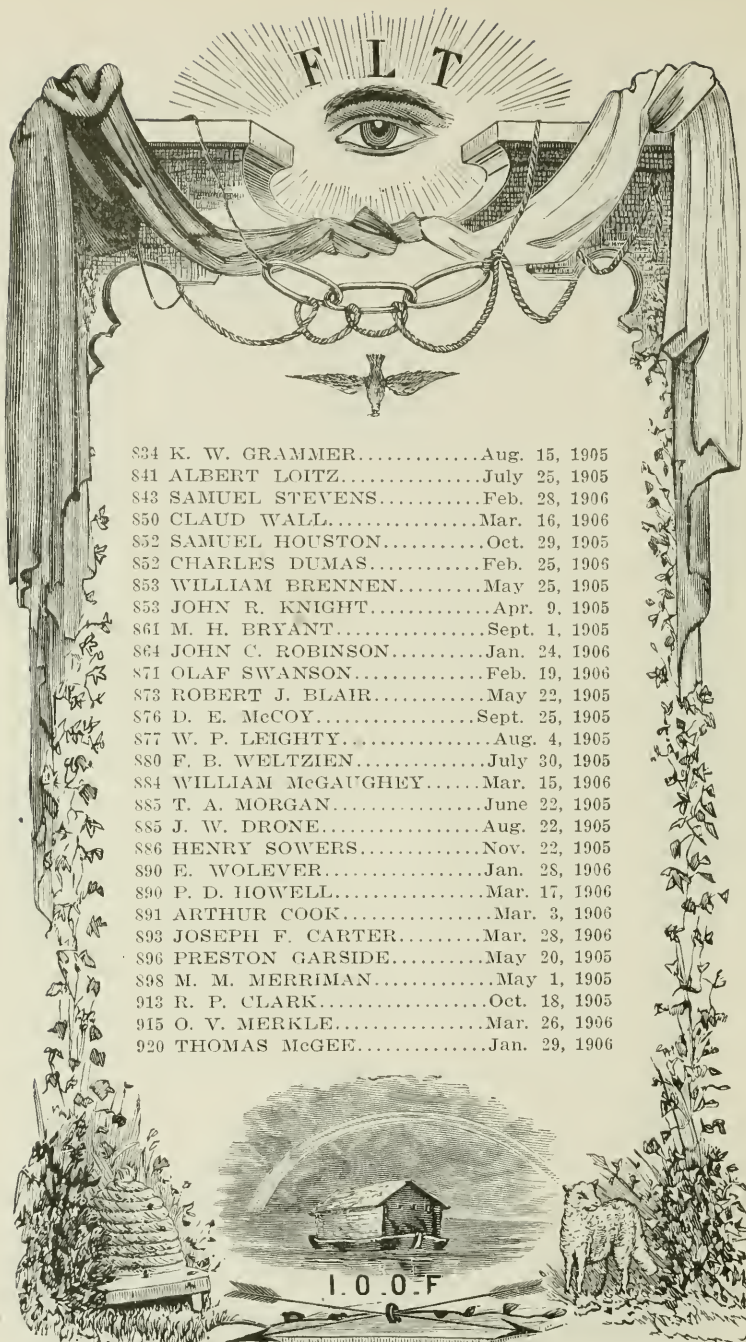 F L T
834 K. W. GRAMMER.............Aug. 15, 1905
841 ALBERT LOITZ...............July 25, 1905
843 SAMUEL STEVENS..........Feb. 28, 1906
850 CLAUD WALL................Mar. 16, 1906
852 SAMUEL HOUSTON..........Oct. 29, 1905
852 CHARLES DUMAS............Feb. 25, 1906
853 WILLIAM BRENNEN.........May 25, 1905
853 JOHN R. KNIGHT............Apr. 9, 1905
861 M. H. BRYANT................Sept. 1, 1905
864 JOHN C. ROBINSON.........Jan. 24, 1906
871 OLAF SWANSON.............Feb. 19, 1906
873 ROBERT J. BLAIR............May 22, 1905
876 D. E. McCOY.................Sept. 25, 1905
877 W. P. LEIGHTY................Aug. 4, 1905
880 F. B. WELTZIEN.............July 30, 1905
884 WILLIAM McGAUGHEY......Mar. 15, 1906
885 T. A. MORGAN................June 22, 1905
885 J. W. DRONE.................Aug. 22, 1905
886 HENRY SOWERS.............Nov. 22, 1905
890 E. WOLEVER.................Jan. 28, 1906
890 P. D. HOWELL................Mar. 17, 1906
891 ARTHUR COOK................Mar. 3, 1906
893 JOSEPH F. CARTER.........Mar. 28, 1906
896 PRESTON GARSIDE..........May 20, 1905
898 M. M. MERRIMAN.............May 1, 1905
913 R. P. CLARK..................Oct. 18, 1905
915 O. V. MERKLE................Mar. 26, 1906
920 THOMAS McGEE..............Jan. 29, 1906
I.O.O.F